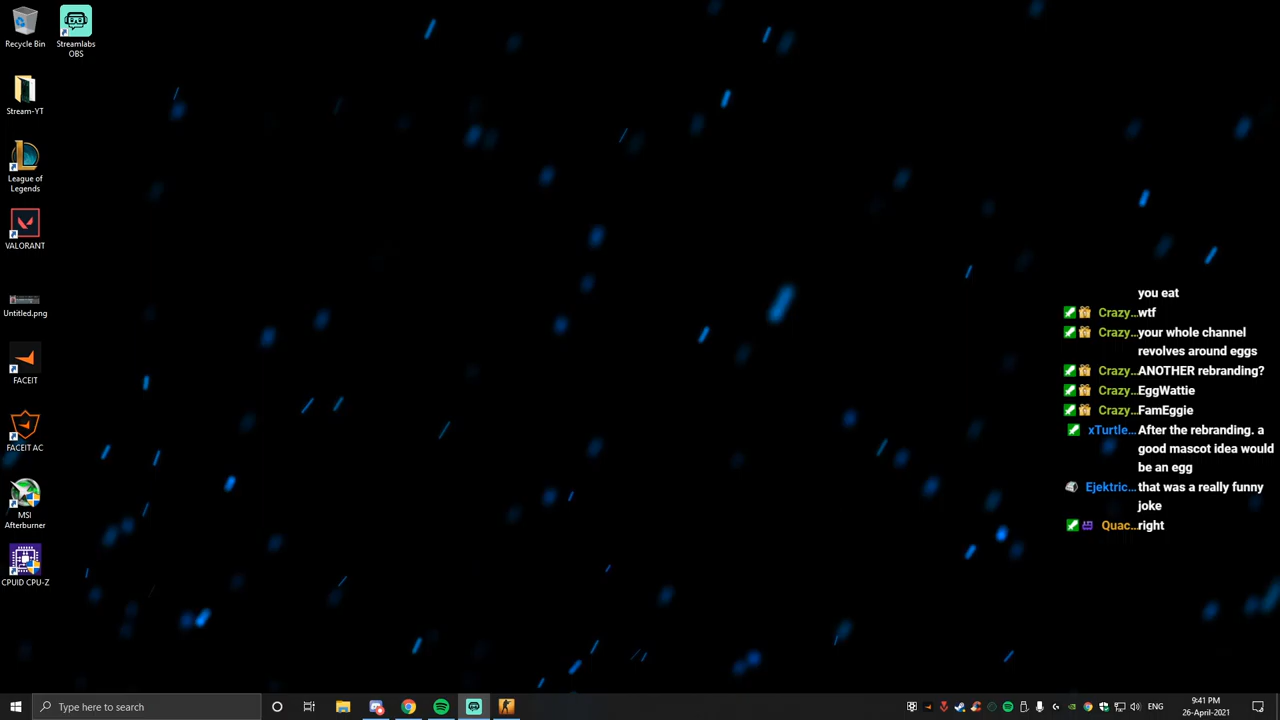 Recycle Bin
Streamlabs
OBS
Stream-YT
League of
Legends
VALORANT
Untitled.png
FACEIT
FACEIT AC
MSI
Afterburner
CPUID CPU-Z
you eat
Crazy... wtf
Crazy... your whole channel
revolves around eggs
Crazy... ANOTHER rebranding?
Crazy... EggWattie
Crazy... FamEggie
xTurtle... After the rebranding. a
good mascot idea would
be an egg
Ejektric... that was a really funny
joke
Quac... right
Type here to search
ENG
9:41 PM
26-April-2021